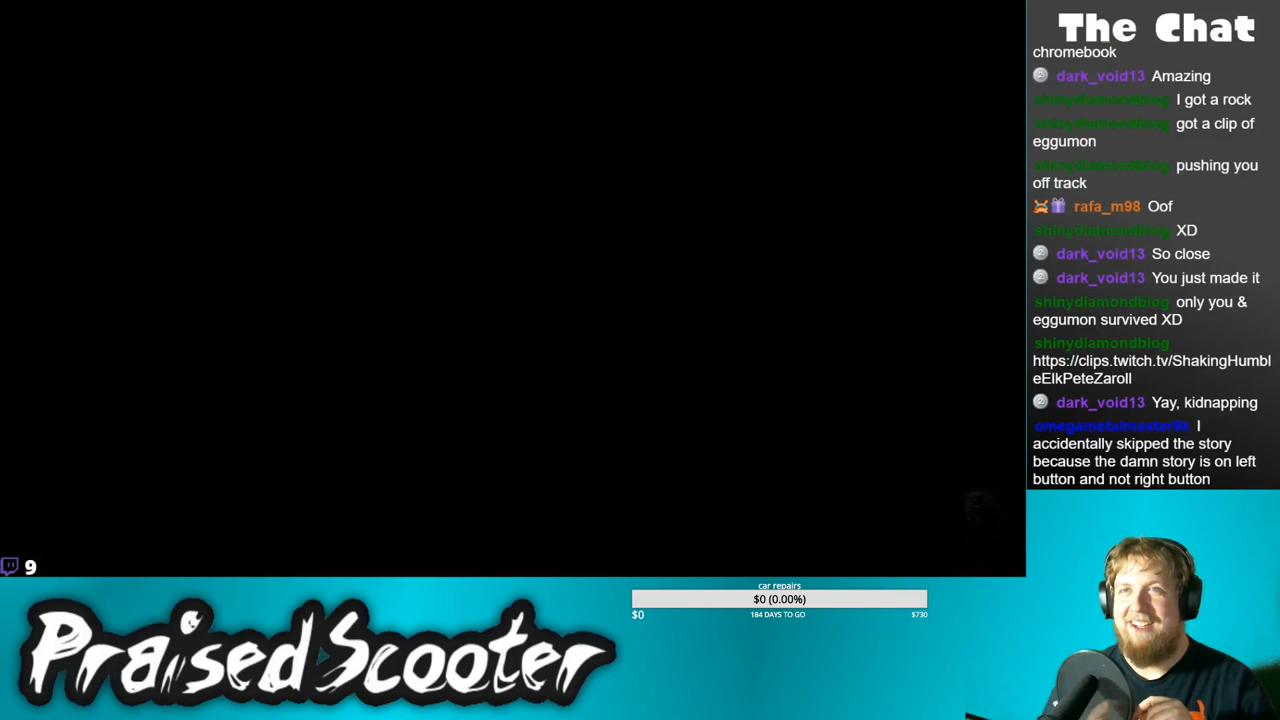 The Chat
chromebook
dark_void13 Amazing
shinydiamondblog I got a rock
shinydiamondblog got a clip of
eggumon
shinydiamondblog pushing you
off track
rafa_m98 Oof
shinydiamondblog XD
dark_void13 So close
dark_void13 You just made it
shinydiamondblog only you &
eggumon survived XD
shinydiamondblog
https://clips.twitch.tv/ShakingHumbl
eElkPeteZaroll
dark_void13 Yay, kidnapping
omegametalmaster9k I
accidentally skipped the story
because the damn story is on left
button and not right button
9
car repairs
$0 (0.00%)
$0 184 DAYS TO GO $730
PraisedScooter